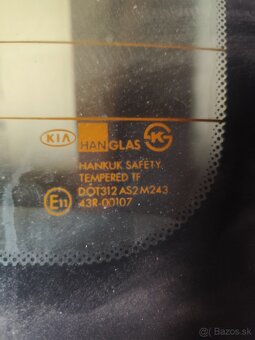 KIA HANGLAS
HANKUK SAFETY
TEMPERED TF
DOT312 AS2 M243
E11 43R-00107
© Bazos.sk